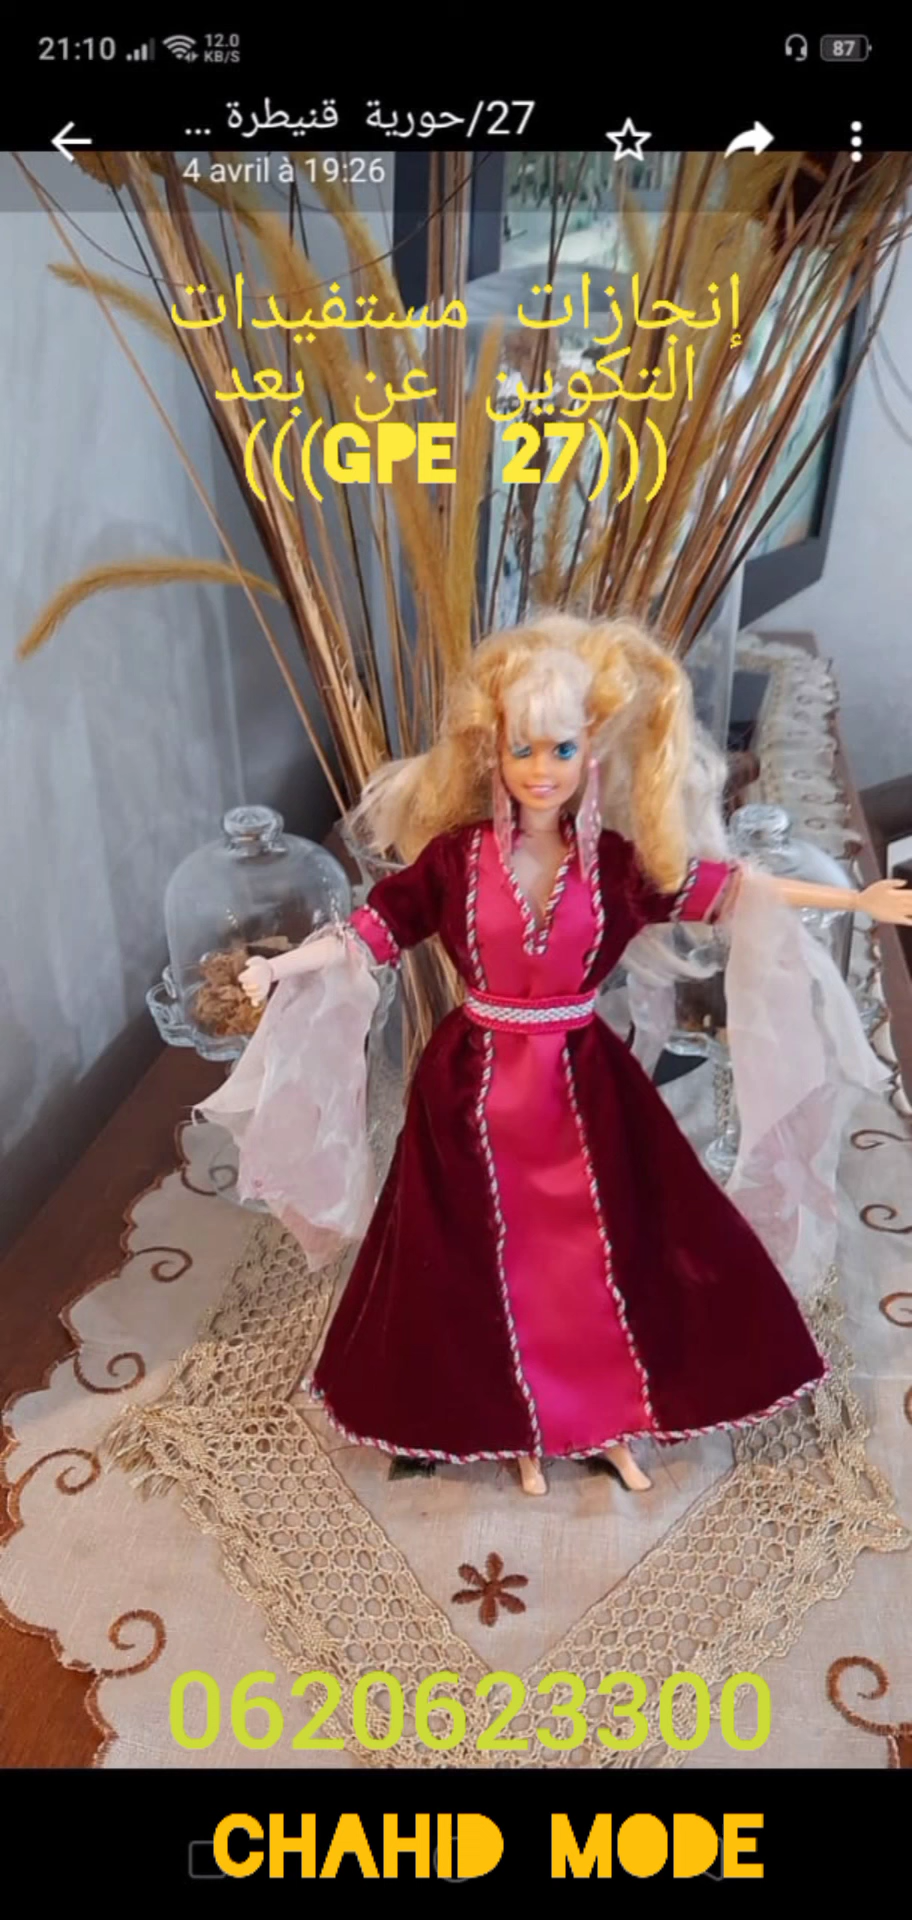 21:10 12.0 KB/S 87
27/حورية قنيطرة ...
4 avril à 19:26
إنجازات مستفيدات
التكوين عن بعد
(((GPE 27)))
0620623300
CHAHID MODE